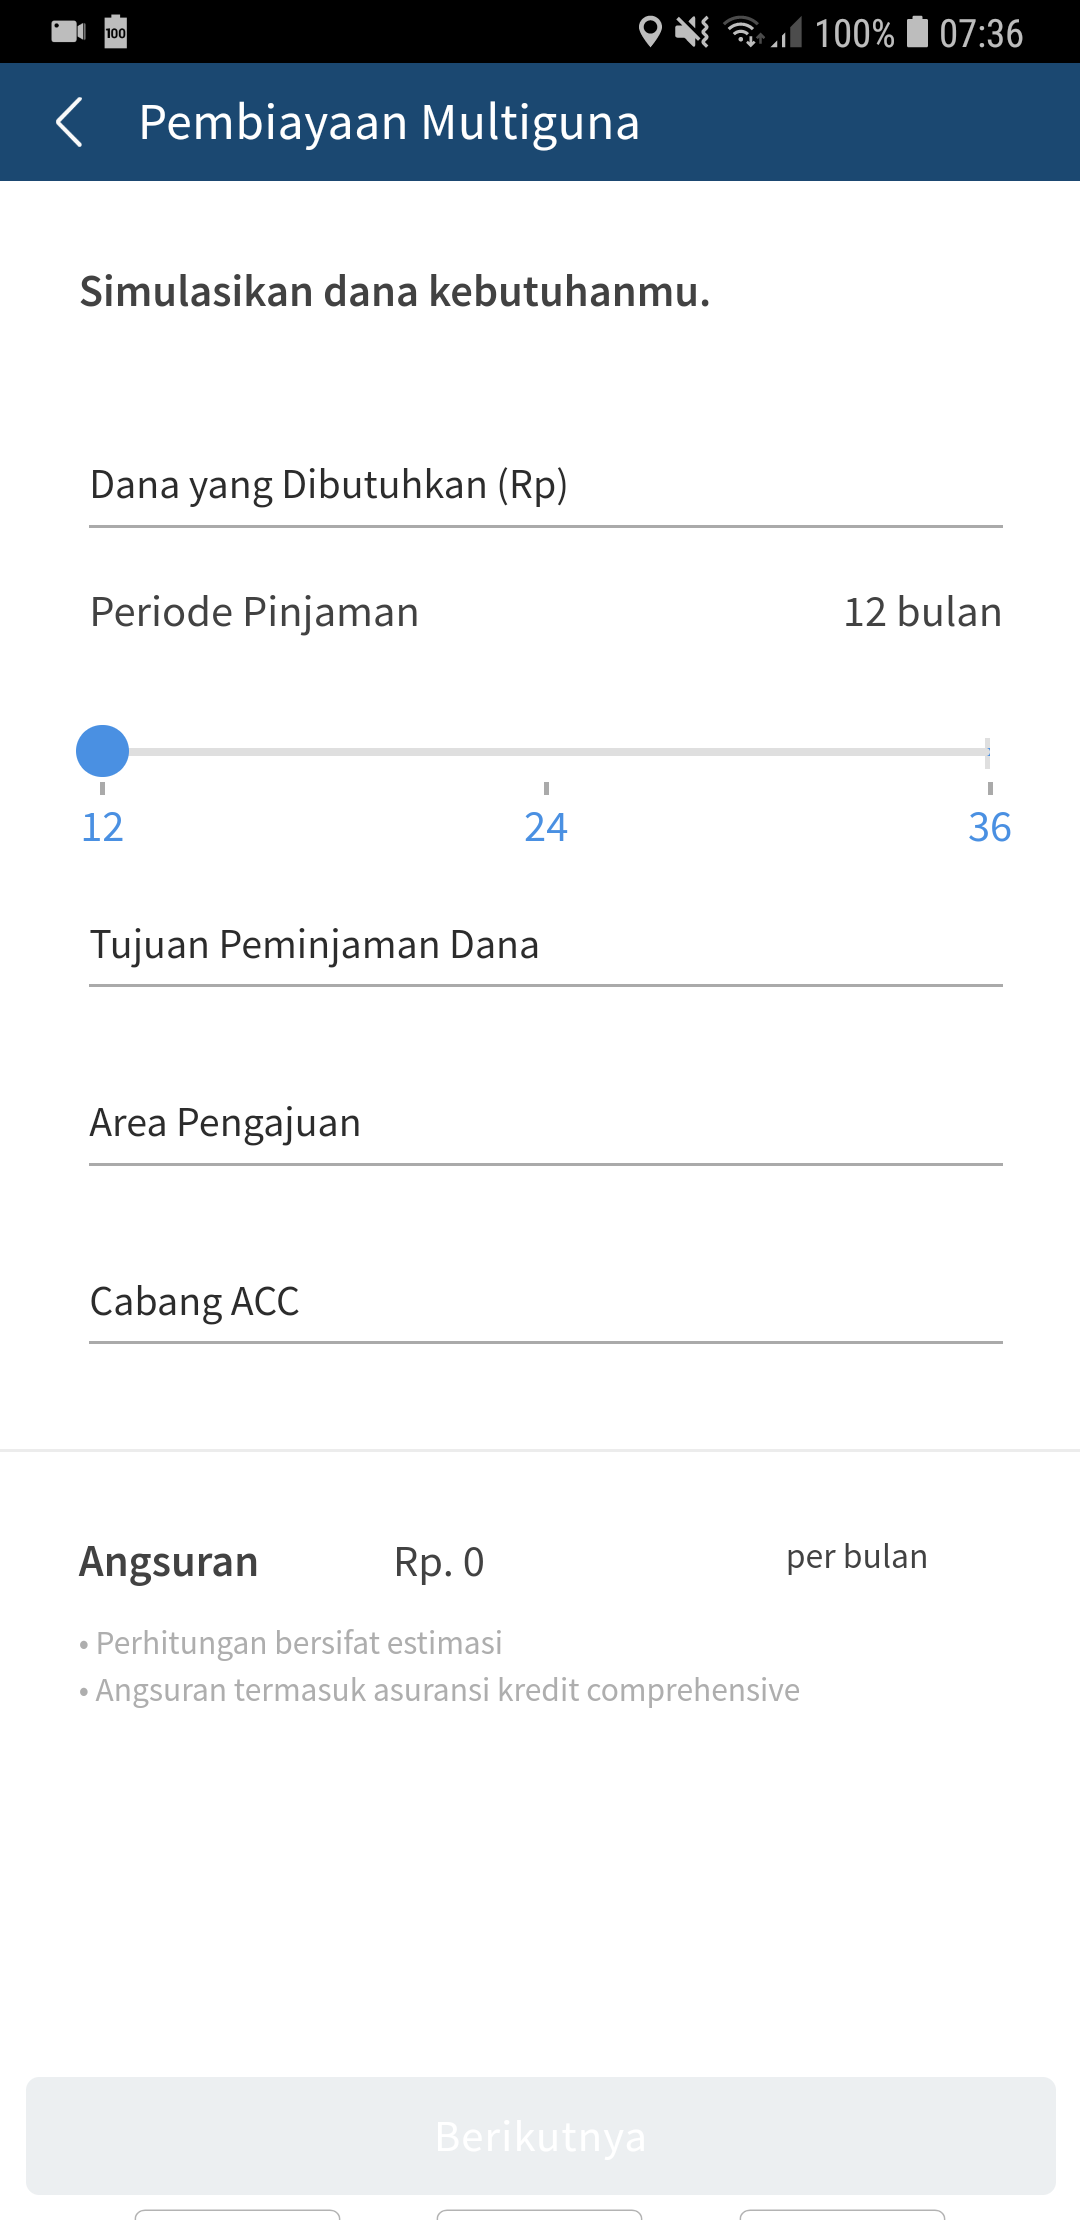 100 100% 07:36
Pembiayaan Multiguna
Simulasikan dana kebutuhanmu.
Dana yang Dibutuhkan (Rp)
Periode Pinjaman 12 bulan
12 24 36
Tujuan Peminjaman Dana
Area Pengajuan
Cabang ACC
Angsuran Rp. 0 per bulan
• Perhitungan bersifat estimasi
• Angsuran termasuk asuransi kredit comprehensive
Berikutnya